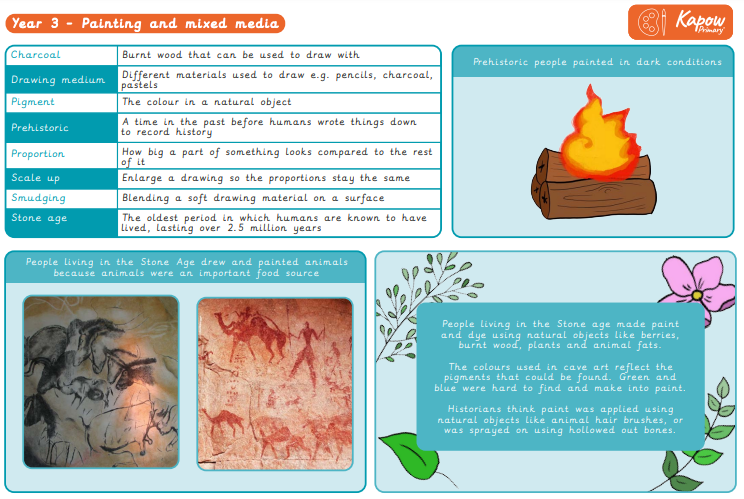 Year 3 - Painting and mixed media
Kapow
Primary
Charcoal
Burnt wood that can be used to draw with
Drawing medium
Different materials used to draw e.g. pencils, charcoal,
pastels
Pigment
The colour in a natural object
Prehistoric
A time in the past before humans wrote things down
to record history
Proportion
How big a part of something looks compared to the rest
of it
Scale up
Enlarge a drawing so the proportions stay the same
Smudging
Blending a soft drawing material on a surface
Stone age
The oldest period in which humans are known to have
lived, lasting over 2.5 million years
Prehistoric people painted in dark conditions
People living in the Stone Age drew and painted animals
because animals were an important food source
People living in the Stone age made paint
and dye using natural objects like berries,
burnt wood, plants and animal fats.
The colours used in cave art reflect the
pigments that could be found. Green and
blue were hard to find and make into paint.
Historians think paint was applied using
natural objects like animal hair brushes, or
was sprayed on using hollowed out bones.